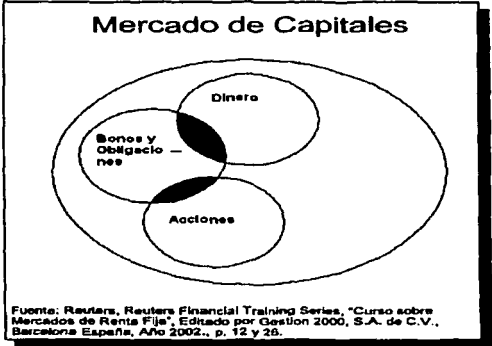 Mercado de Capitales
Dinero
Bonos y
Obligacio —
nes
Acciones
Fuente: Reuters, Reuters Financial Training Series, "Curso sobre
Mercados de Renta Fija", Editado por Gestion 2000, S.A. de C.V.,
Barcelona España, Año 2002., p. 12 y 26.